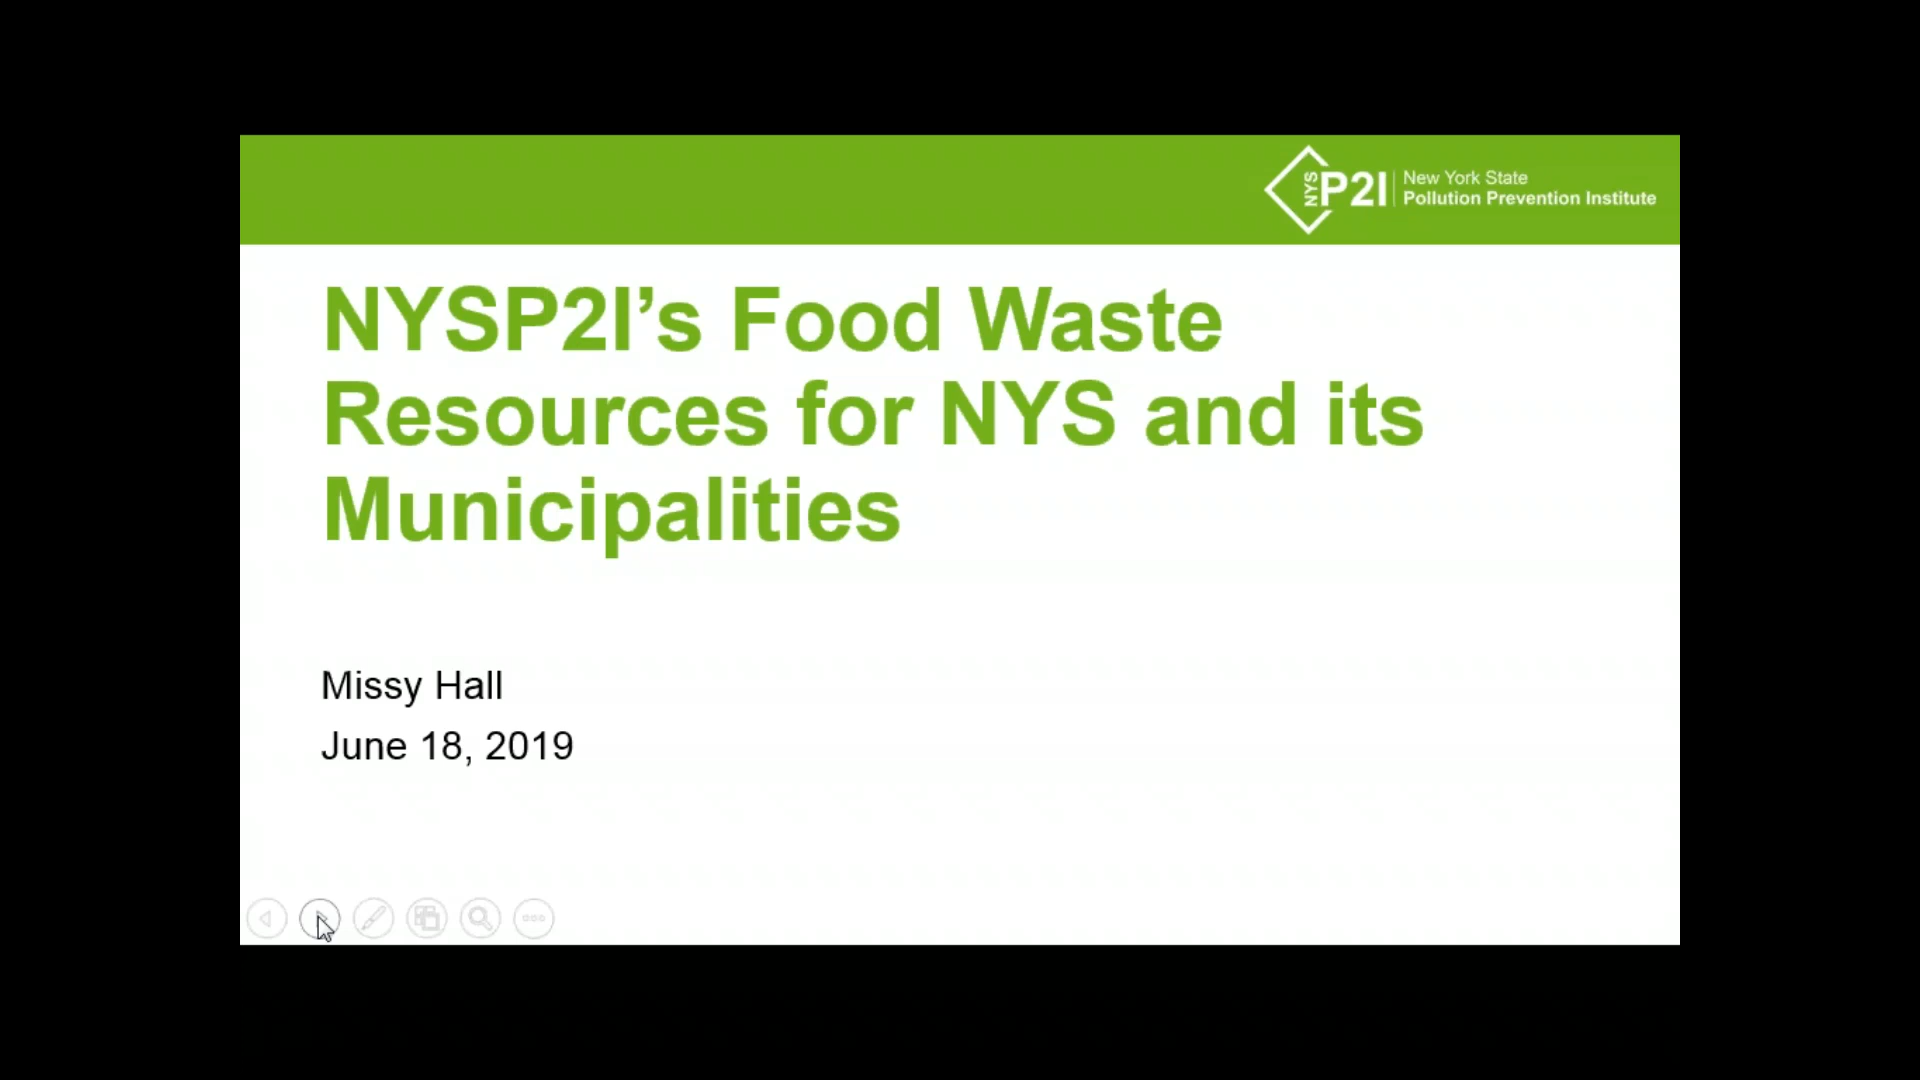 NYS P2I New York State
Pollution Prevention Institute
NYSP2I’s Food Waste
Resources for NYS and its
Municipalities
Missy Hall
June 18, 2019